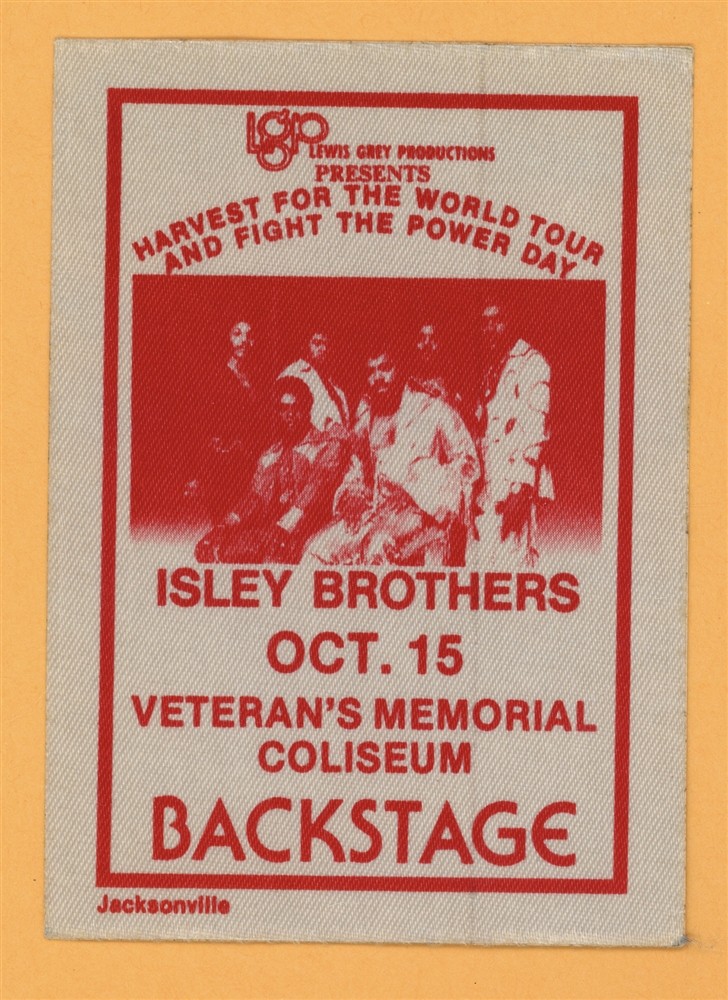 lgp
LEWIS GREY PRODUCTIONS
PRESENTS
HARVEST FOR THE WORLD TOUR
AND FIGHT THE POWER DAY
ISLEY BROTHERS
OCT. 15
VETERAN'S MEMORIAL
COLISEUM
BACKSTAGE
Jacksonville